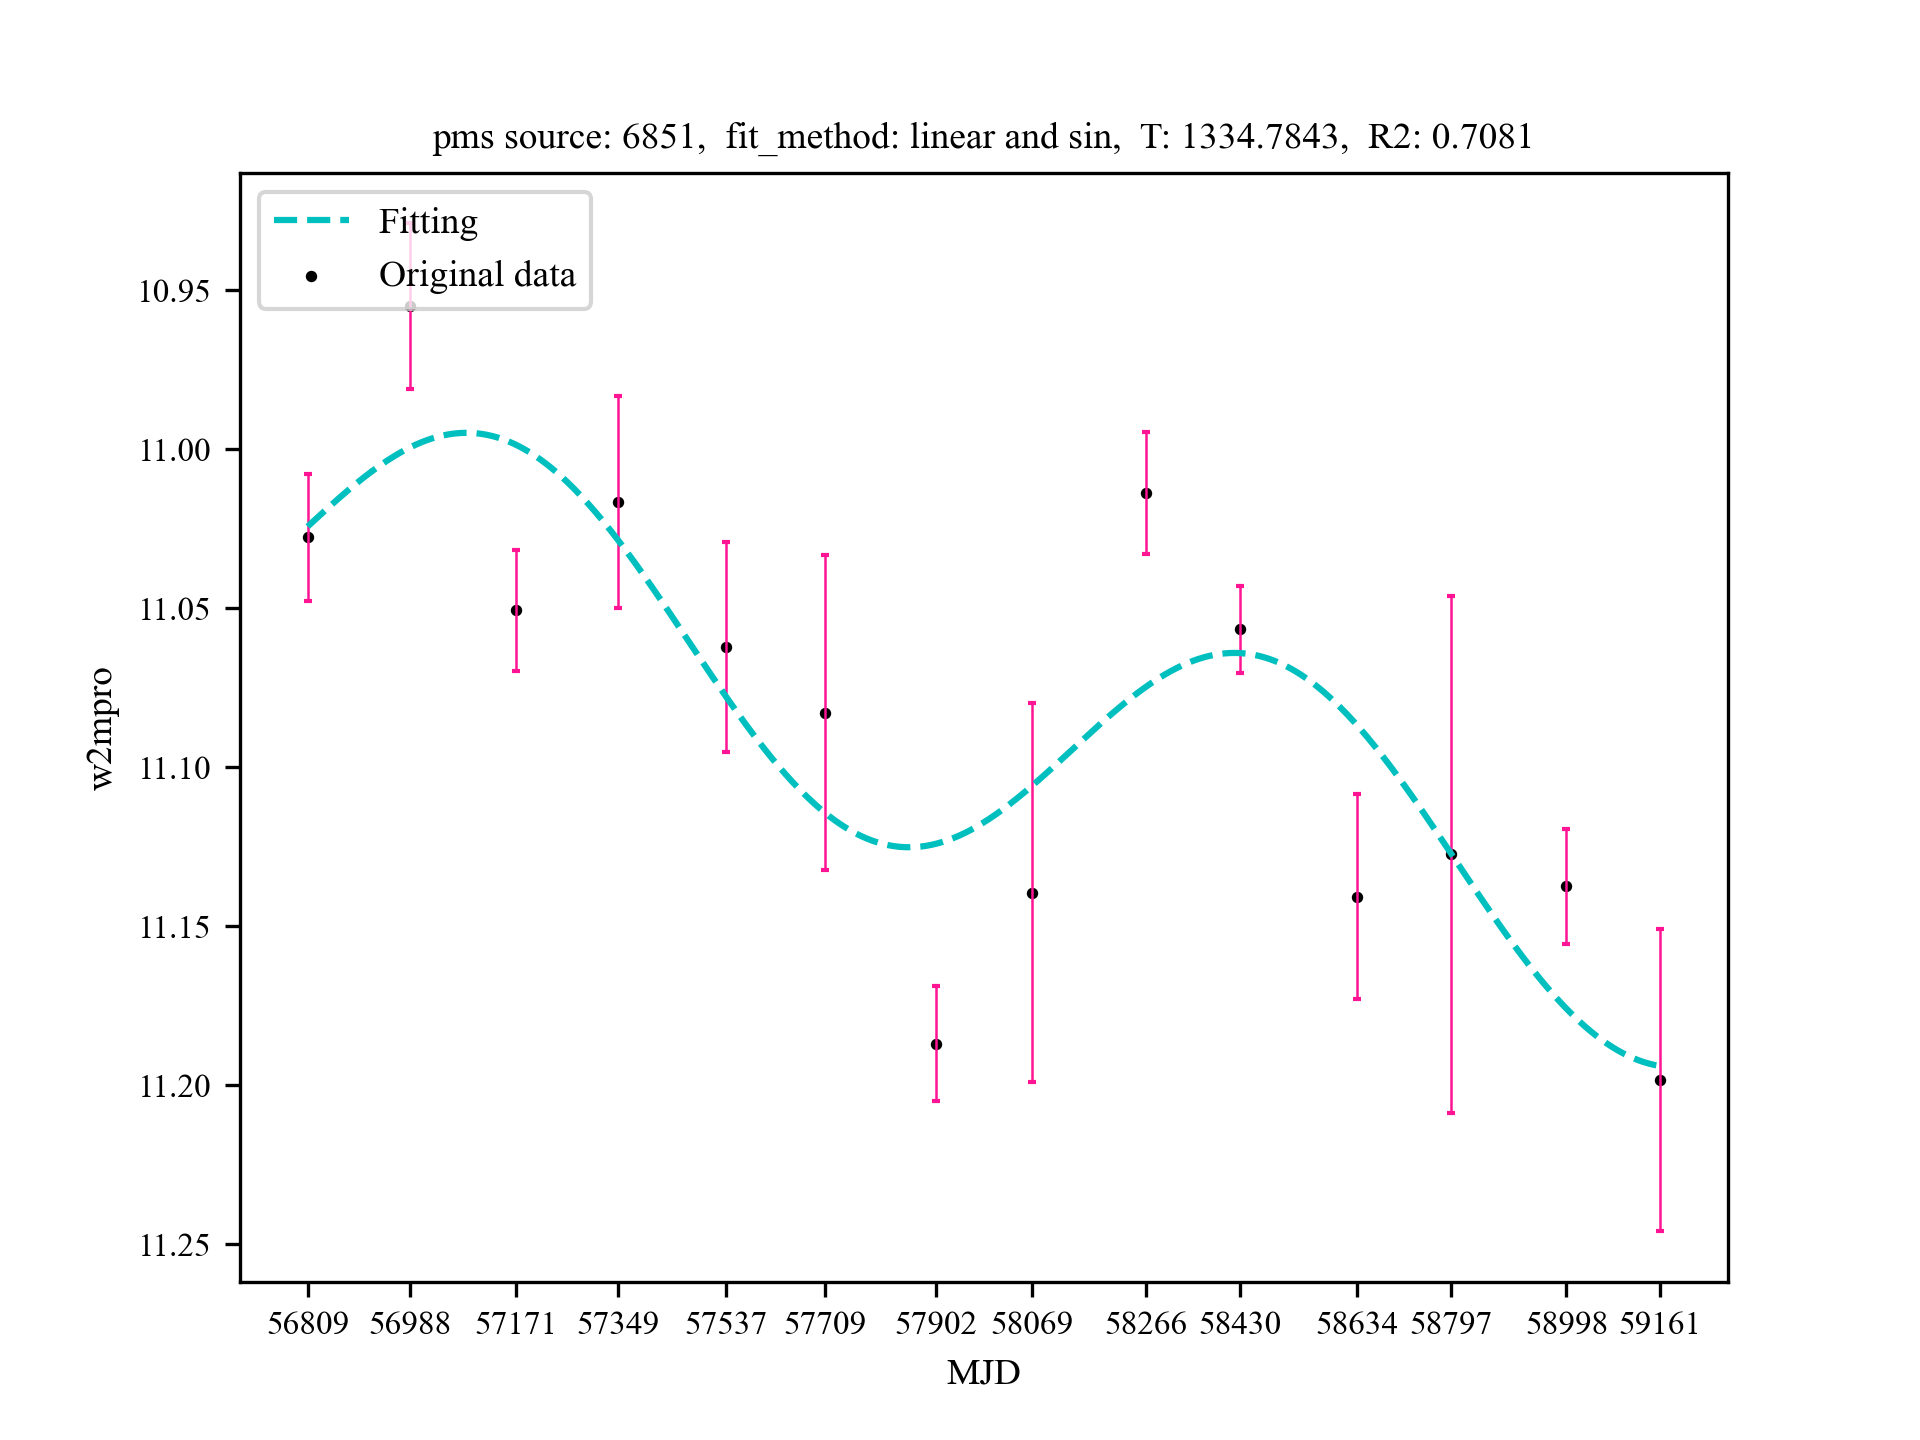 pms source: 6851, fit_method: linear and sin, T: 1334.7843, R2: 0.7081
Fitting
Original data
10.95
11.00
11.05
11.10
11.15
11.20
11.25
w2mpro
56809 56988 57171 57349 57537 57709 57902 58069 58266 58430 58634 58797 58998 59161
MJD